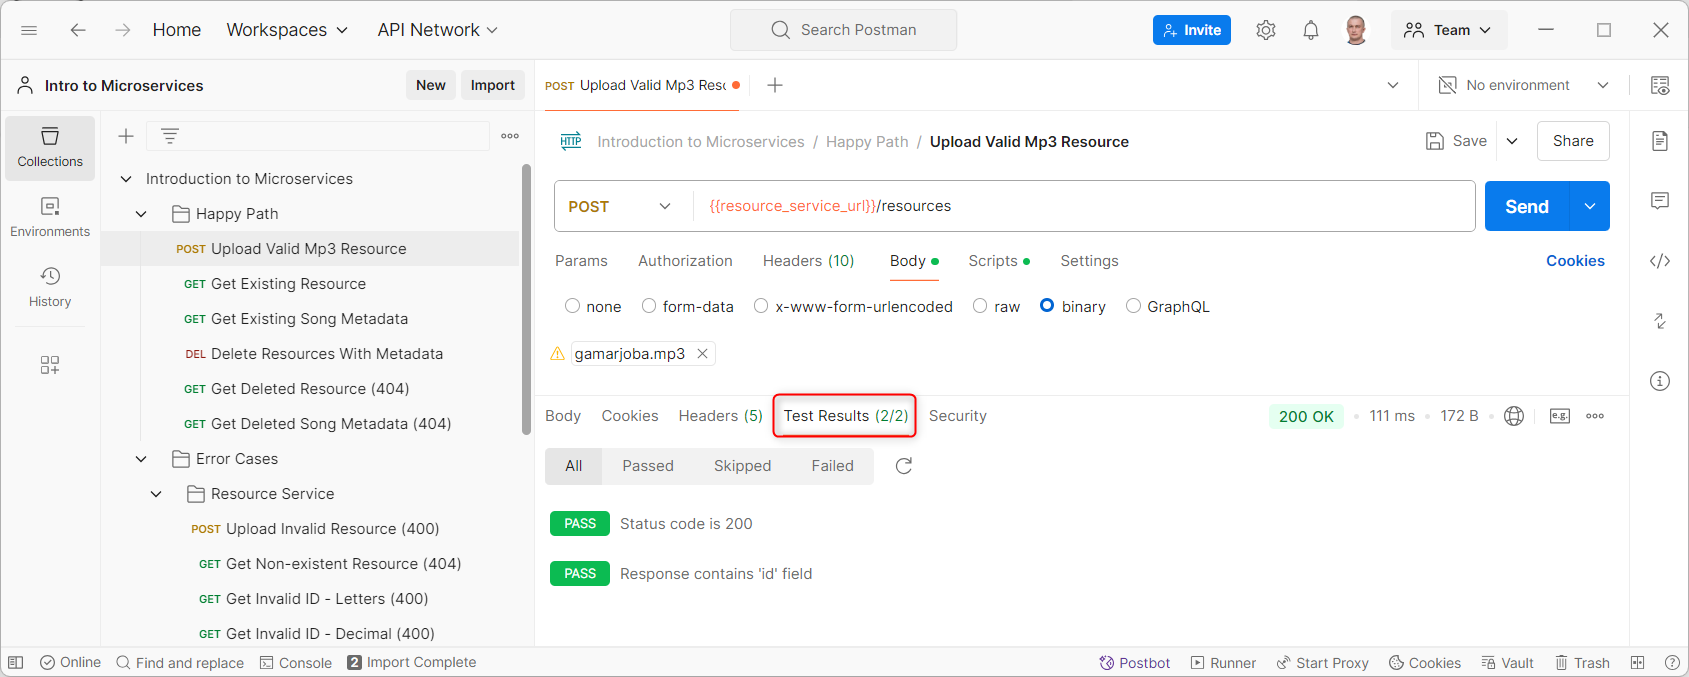 Home Workspaces API Network Search Postman Invite Team
Intro to Microservices New Import
POST Upload Valid Mp3 Resc No environment
Collections
Environments
History
Introduction to Microservices
Happy Path
POST Upload Valid Mp3 Resource
GET Get Existing Resource
GET Get Existing Song Metadata
DEL Delete Resources With Metadata
GET Get Deleted Resource (404)
GET Get Deleted Song Metadata (404)
Error Cases
Resource Service
POST Upload Invalid Resource (400)
GET Get Non-existent Resource (404)
GET Get Invalid ID - Letters (400)
GET Get Invalid ID - Decimal (400)
HTTP Introduction to Microservices / Happy Path / Upload Valid Mp3 Resource Save Share
POST {{resource_service_url}}/resources Send
Params Authorization Headers (10) Body Scripts Settings Cookies
none form-data x-www-form-urlencoded raw binary GraphQL
gamarjoba.mp3
Body Cookies Headers (5) Test Results (2/2) Security 200 OK 111 ms 172 B e.g.
All Passed Skipped Failed
PASS Status code is 200
PASS Response contains 'id' field
Online Find and replace Console 2 Import Complete Postbot Runner Start Proxy Cookies Vault Trash